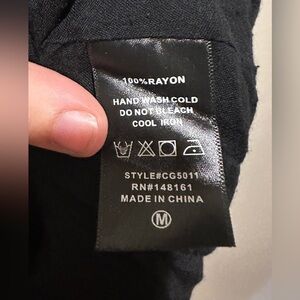 100%RAYON
HAND WASH COLD
DO NOT BLEACH
COOL IRON
STYLE#CG5011
RN#148161
MADE IN CHINA
M